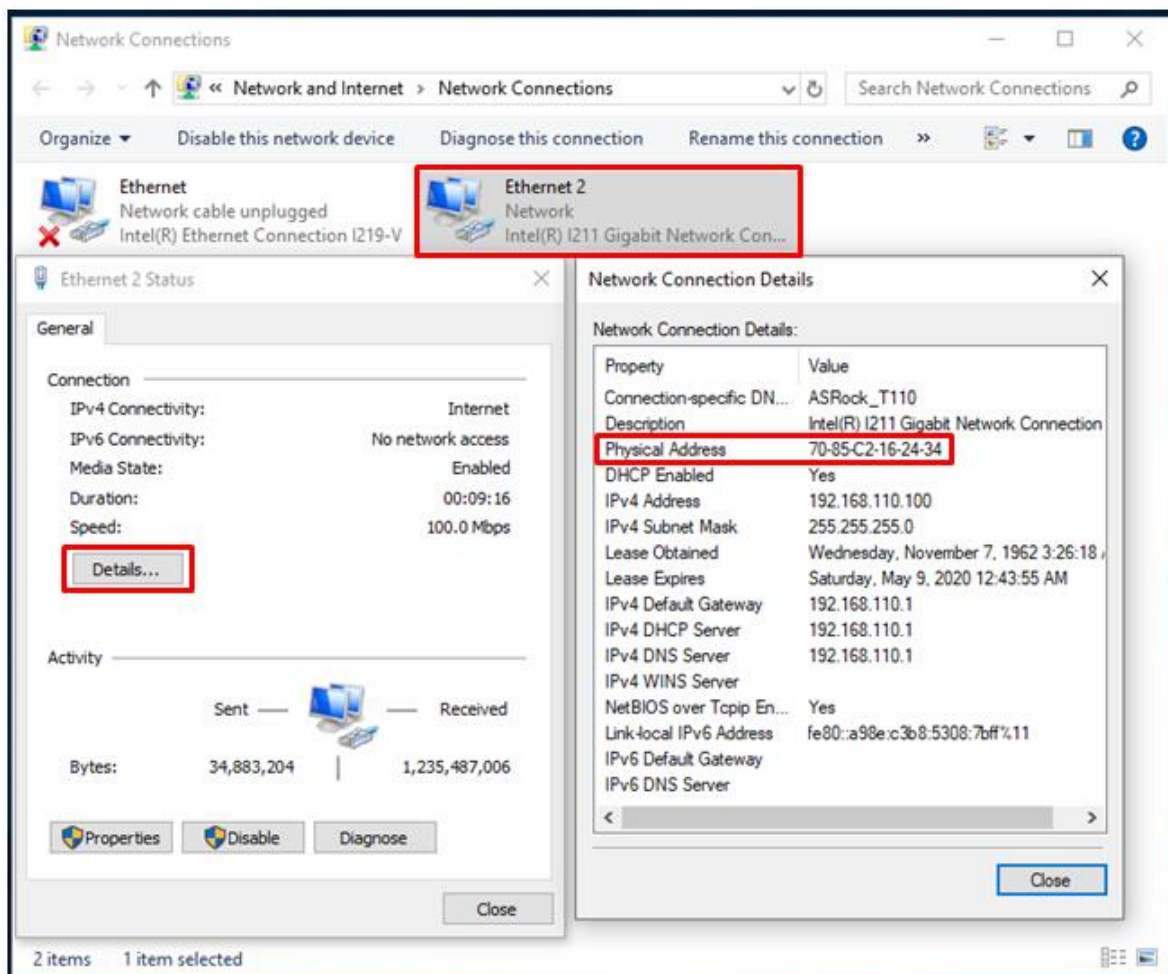 Network Connections
« Network and Internet › Network Connections
Search Network Connections
Organize Disable this network device Diagnose this connection Rename this connection »
Ethernet
Network cable unplugged
Intel(R) Ethernet Connection I219-V
Ethernet 2
Network
Intel(R) I211 Gigabit Network Con...
Ethernet 2 Status
General
Connection
IPv4 Connectivity: Internet
IPv6 Connectivity: No network access
Media State: Enabled
Duration: 00:09:16
Speed: 100.0 Mbps
Details...
Activity
Sent — — Received
Bytes: 34,883,204 | 1,235,487,006
Properties Disable Diagnose
Close
Network Connection Details
Network Connection Details:
Property Value
Connection-specific DN... ASRock_T110
Description Intel(R) I211 Gigabit Network Connection
Physical Address 70-85-C2-16-24-34
DHCP Enabled Yes
IPv4 Address 192.168.110.100
IPv4 Subnet Mask 255.255.255.0
Lease Obtained Wednesday, November 7, 1962 3:26:18
Lease Expires Saturday, May 9, 2020 12:43:55 AM
IPv4 Default Gateway 192.168.110.1
IPv4 DHCP Server 192.168.110.1
IPv4 DNS Server 192.168.110.1
IPv4 WINS Server
NetBIOS over Tcpip En... Yes
Link-local IPv6 Address fe80::a98e:c3b8:5308:7bff%11
IPv6 Default Gateway
IPv6 DNS Server
Close
2 items 1 item selected